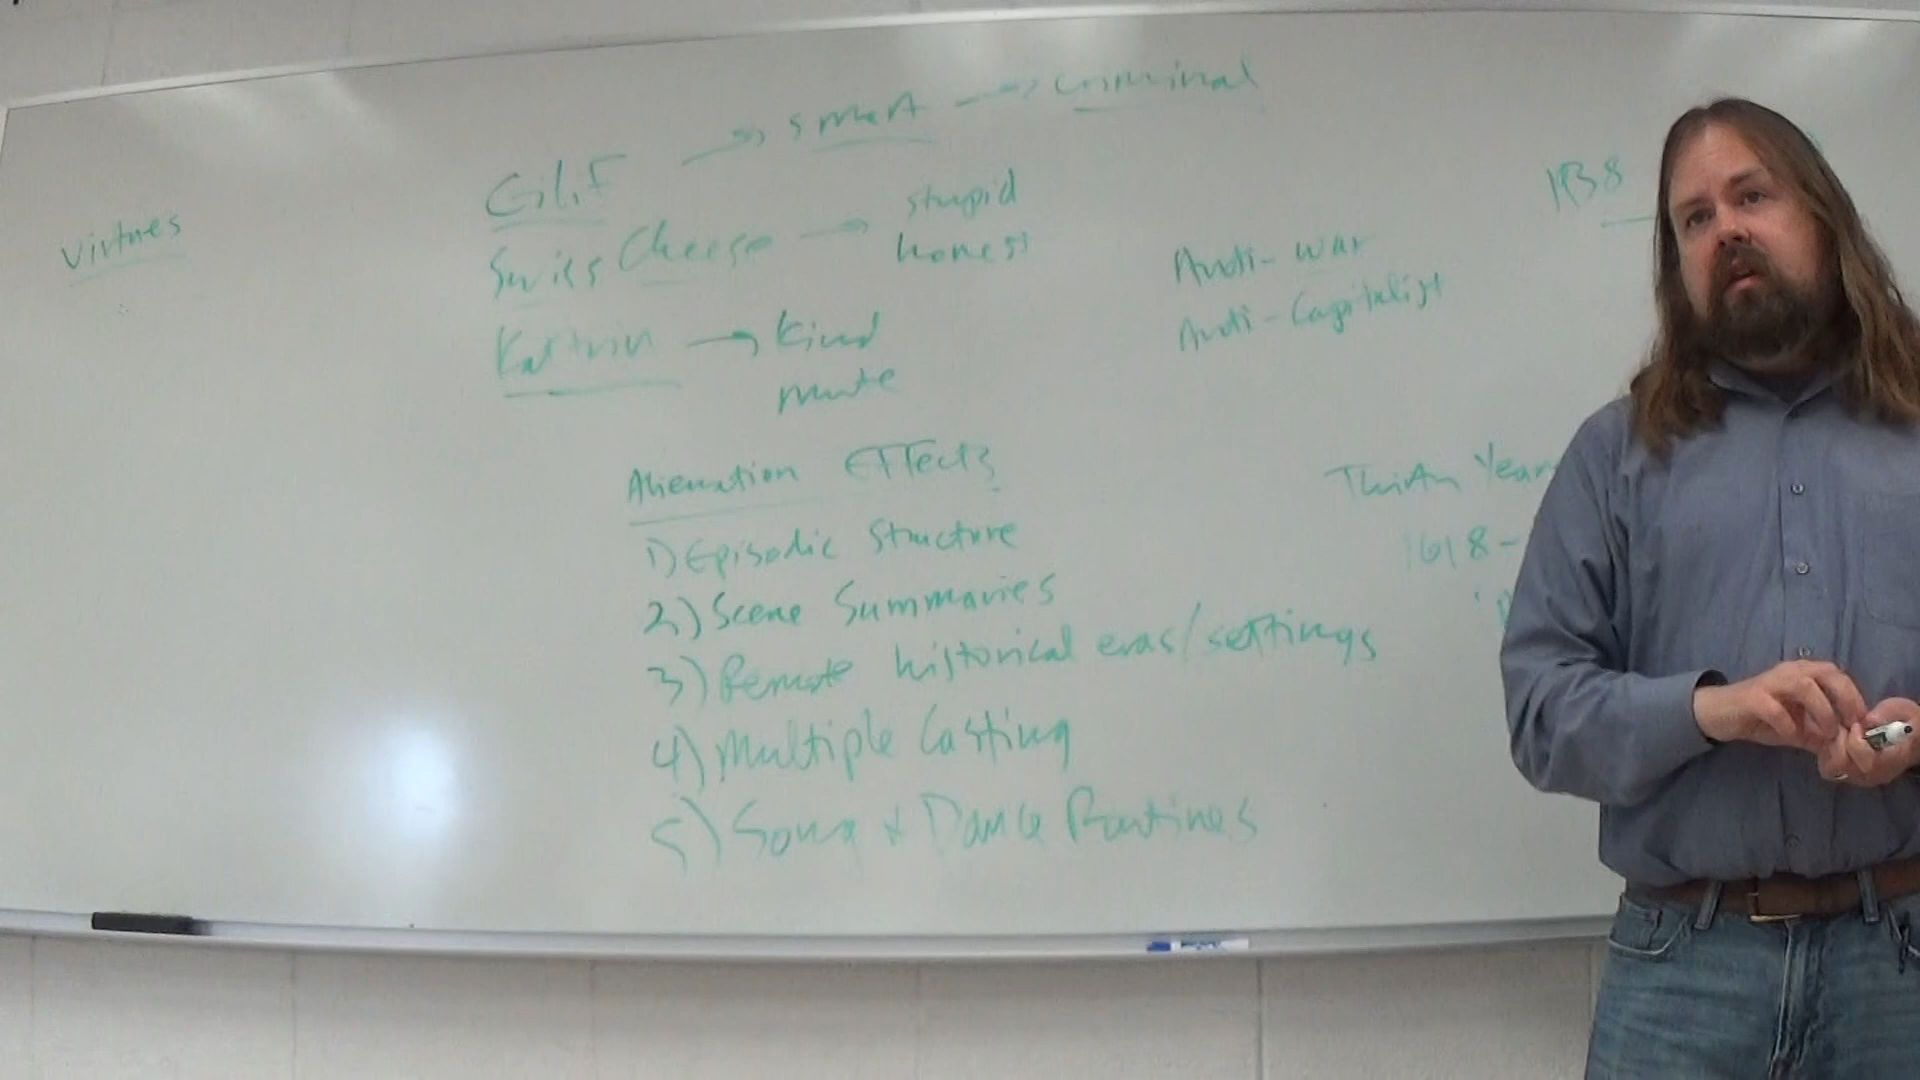 virtues
Eilif → smart → criminal
Swiss Cheese → stupid
honest
Kattrin → kind
mute
Anti-war
Anti-Capitalist
Alienation Effects
1) Episodic Structure
2) Scene Summaries
3) Remote historical eras/settings
4) Multiple Casting
5) Song + Dance Routines
1938
Thirty Years
1618-